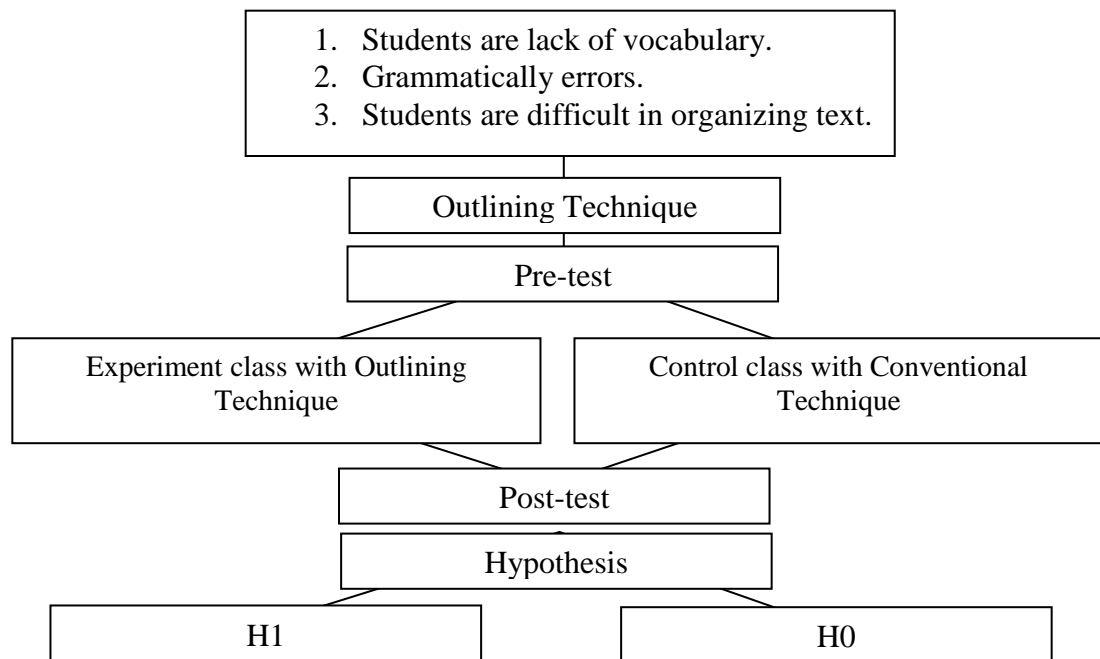 1. Students are lack of vocabulary.
2. Grammatically errors.
3. Students are difficult in organizing text.
Outlining Technique
Pre-test
Experiment class with Outlining
Technique
Control class with Conventional
Technique
Post-test
Hypothesis
H1
H0